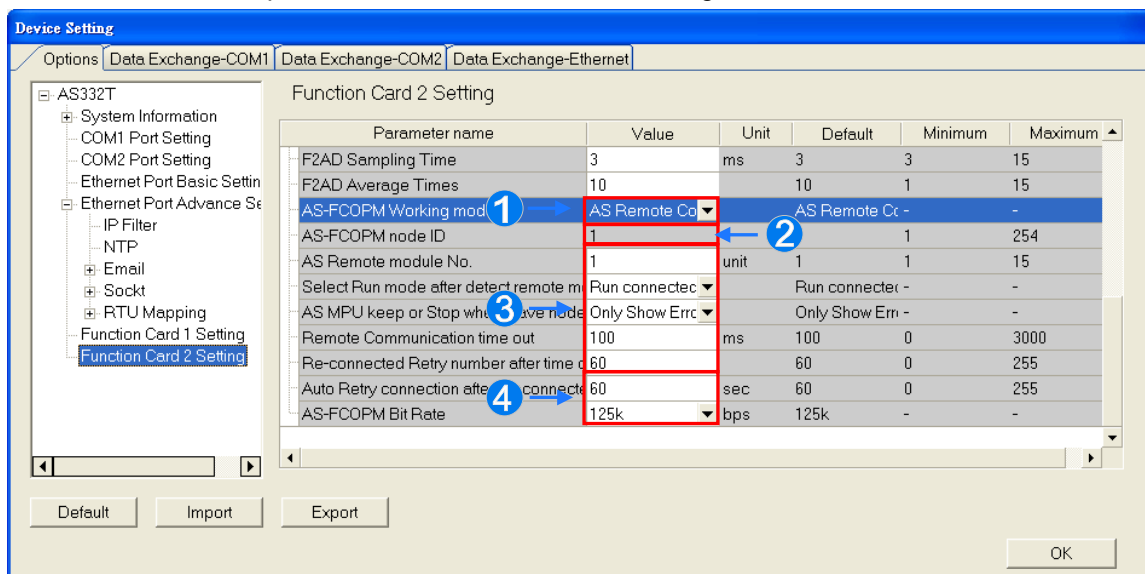 Device Setting
Options Data Exchange-COM1 Data Exchange-COM2 Data Exchange-Ethernet
AS332T
System Information
COM1 Port Setting
COM2 Port Setting
Ethernet Port Basic Settin
Ethernet Port Advance Se
IP Filter
NTP
Email
Sockt
RTU Mapping
Function Card 1 Setting
Function Card 2 Setting
Function Card 2 Setting
Parameter name Value Unit Default Minimum Maximum
F2AD Sampling Time 3 ms 3 3 15
F2AD Average Times 10 10 1 15
AS-FCOPM Working mod 1 AS Remote Co AS Remote Cc - -
AS-FCOPM node ID 1 2 1 254
AS Remote module No. 1 unit 1 1 15
Select Run mode after detect remote m Run connectec Run connectec - -
AS MPU keep or Stop whe 3 ave node Only Show Errc Only Show Erri - -
Remote Communication time out 100 ms 100 0 3000
Re-connected Retry number after time 60 60 0 255
Auto Retry connection afte 4 connecte 60 sec 60 0 255
AS-FCOPM Bit Rate 125k bps 125k - -
Default Import Export
OK